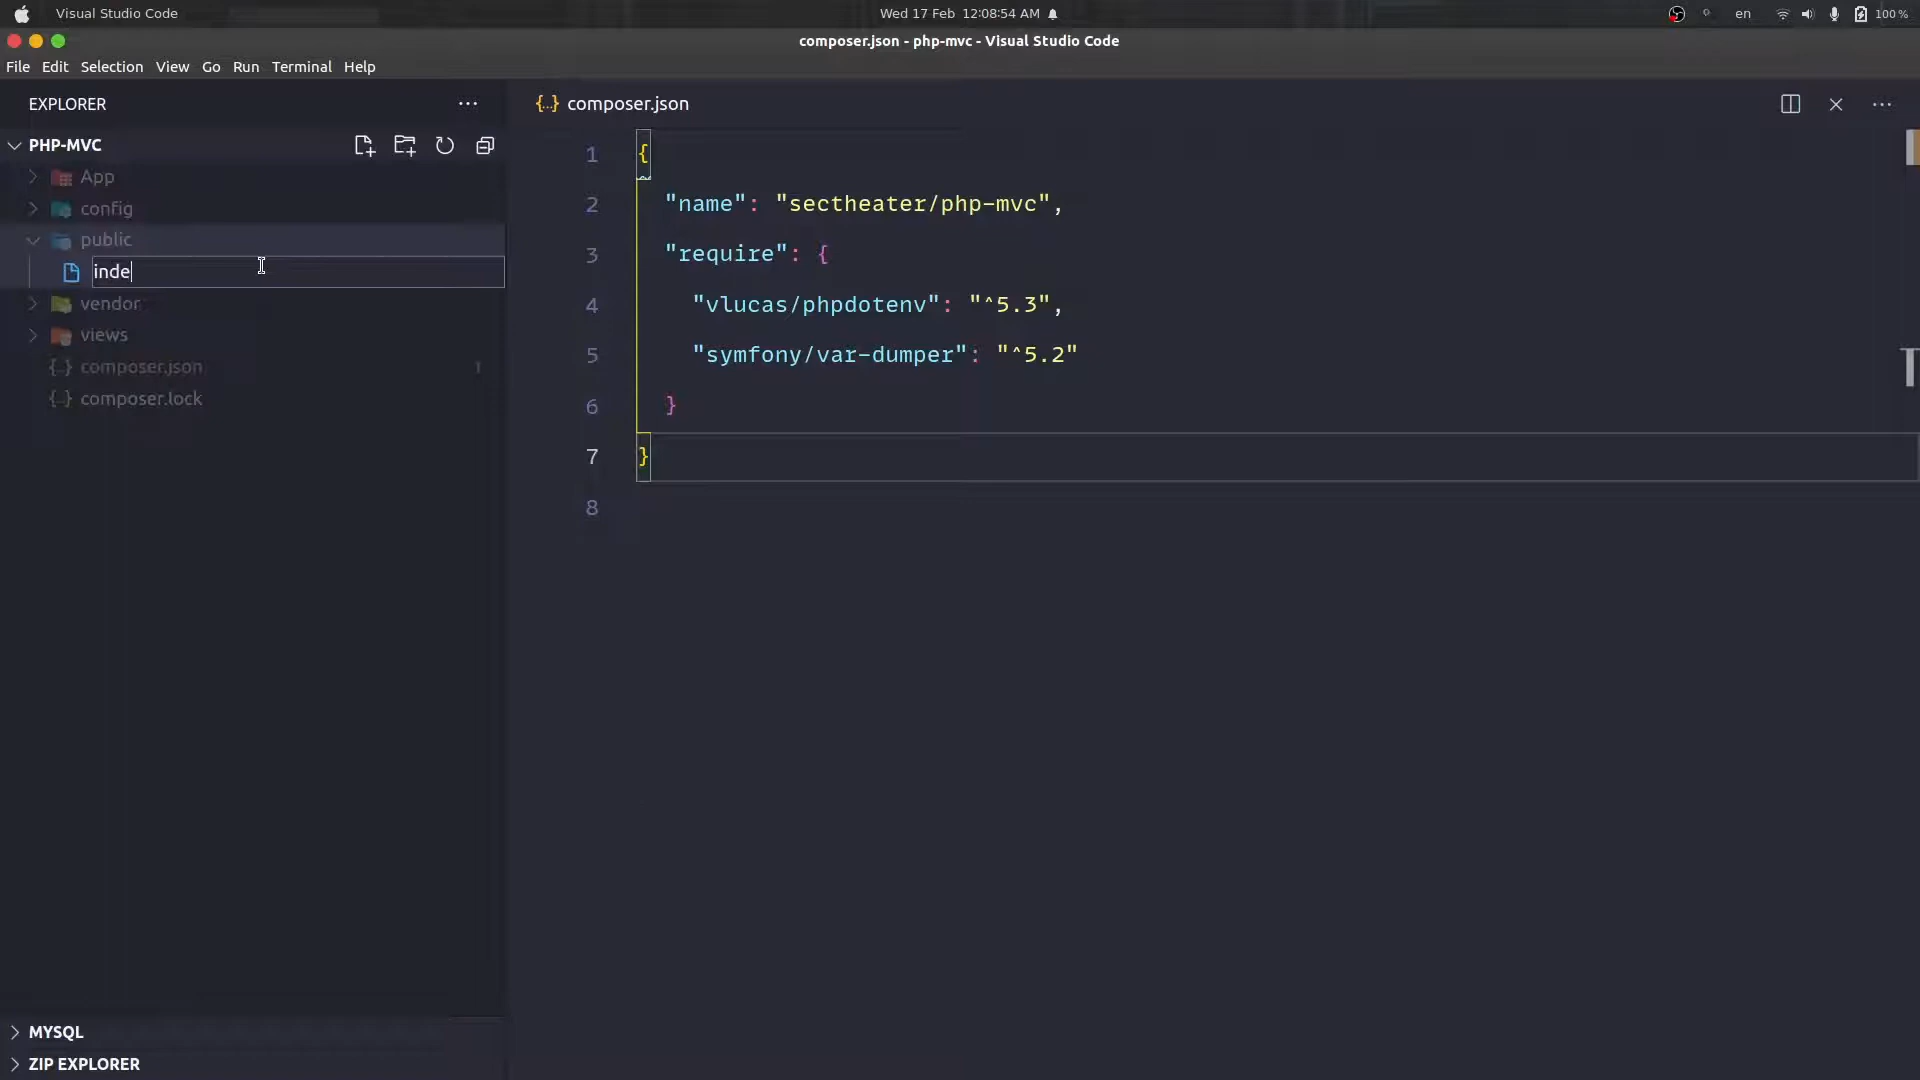 Visual Studio Code
Wed 17 Feb 12:08:54 AM
en
100 %
composer.json - php-mvc - Visual Studio Code
File Edit Selection View Go Run Terminal Help
EXPLORER
composer.json
PHP-MVC
App
config
public
inde
vendor
views
composer.json 1
composer.lock
MYSQL
ZIP EXPLORER
1 {
2 "name": "sectheater/php-mvc",
3 "require": {
4 "vlucas/phpdotenv": "^5.3",
5 "symfony/var-dumper": "^5.2"
6 }
7 }
8